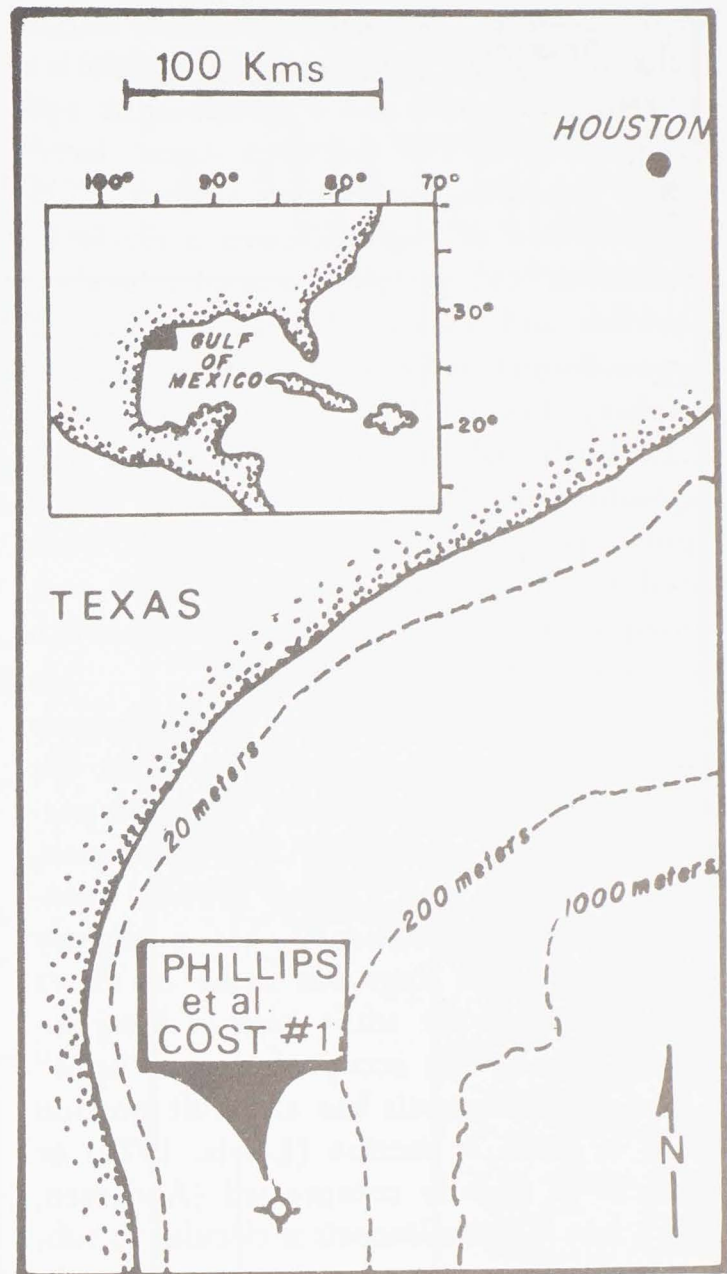 100 Kms
HOUSTON
100° 90° 80° 70°
30°
GULF
OF
MEXICO
20°
TEXAS
20 meters
200 meters
1000 meters
PHILLIPS
et al.
COST #1
N